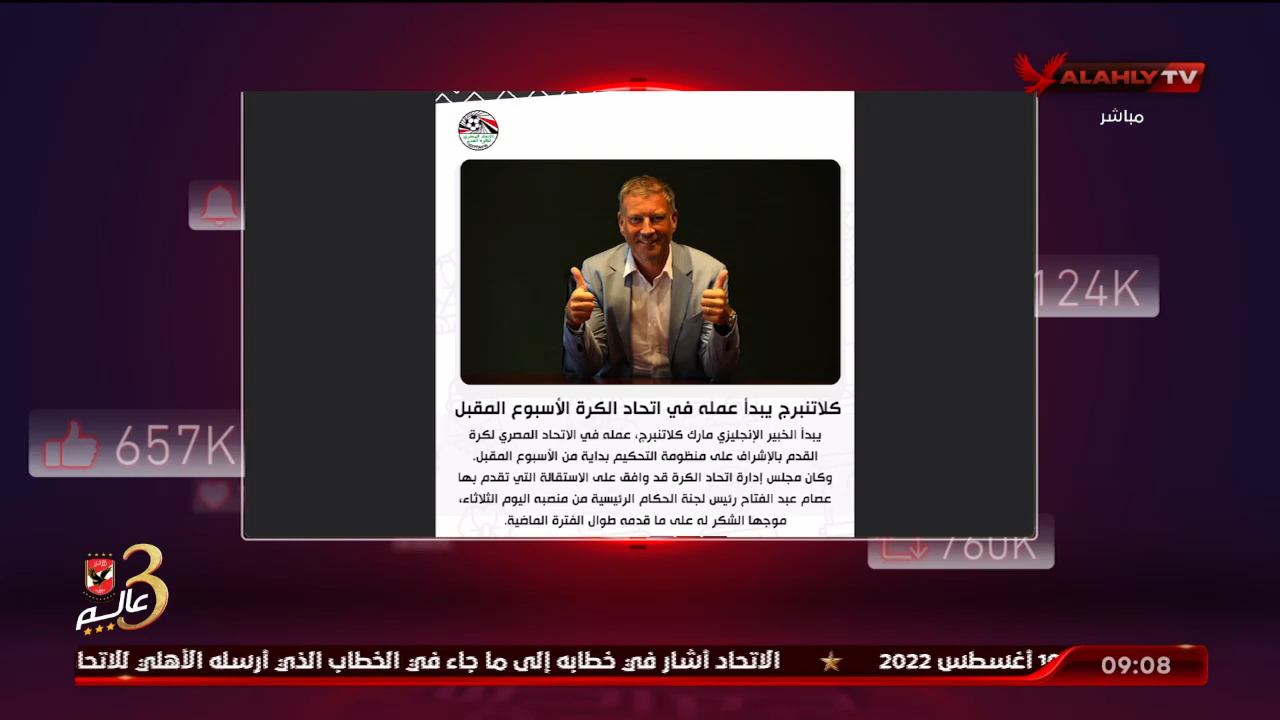 ALAHLY TV
مباشر
124K
657K
760K
كلاتنبرج يبدأ عمله في اتحاد الكرة الأسبوع المقبل
يبدأ الخبير الإنجليزي مارك كلاتنبرج، عمله في الاتحاد المصري لكرة
القدم بالإشراف على منظومة التحكيم بداية من الأسبوع المقبل.
وكان مجلس إدارة اتحاد الكرة قد وافق على الاستقالة التي تقدم بها
عصام عبد الفتاح رئيس لجنة الحكام الرئيسية من منصبه اليوم الثلاثاء،
موجها الشكر له على ما قدمه طوال الفترة الماضية.
3 عالم
أغسطس 2022 الاتحاد أشار في خطابه إلى ما جاء في الخطاب الذي أرسله الأهلي للاتحا
09:08